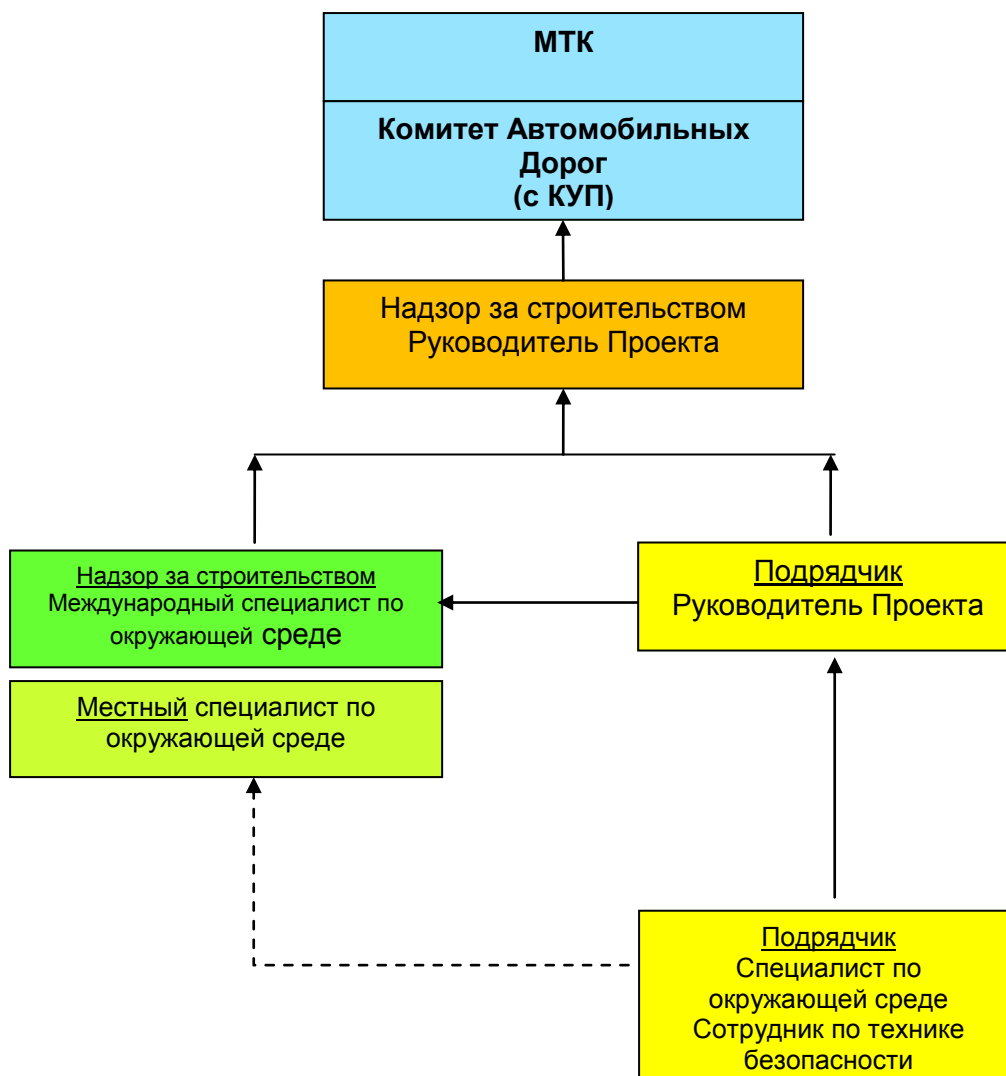 МТК
Комитет Автомобильных
Дорог
(с КУП)
Надзор за строительством
Руководитель Проекта
Надзор за строительством
Международный специалист по
окружающей среде
Подрядчик
Руководитель Проекта
Местный специалист по
окружающей среде
Подрядчик
Специалист по
окружающей среде
Сотрудник по технике
безопасности